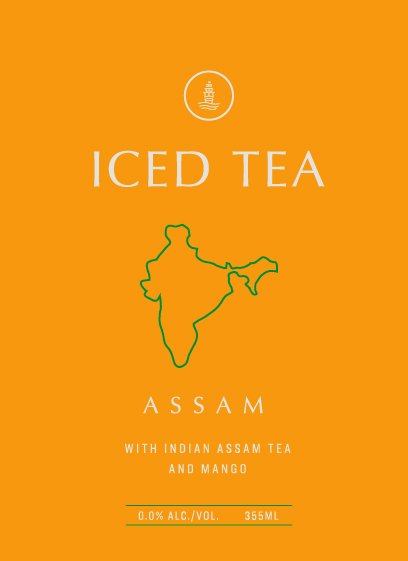 ICED TEA
ASSAM
WITH INDIAN ASSAM TEA
AND MANGO
0.0% ALC./VOL. 355ML